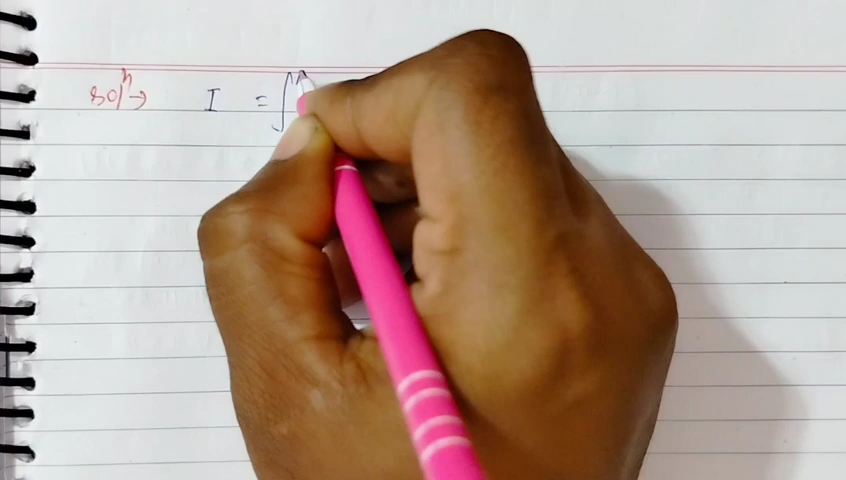 solⁿ→ I = ∫